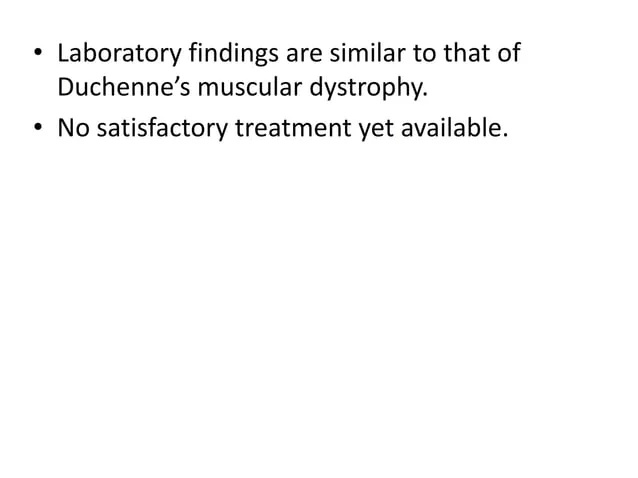 • Laboratory findings are similar to that of
Duchenne’s muscular dystrophy.
• No satisfactory treatment yet available.